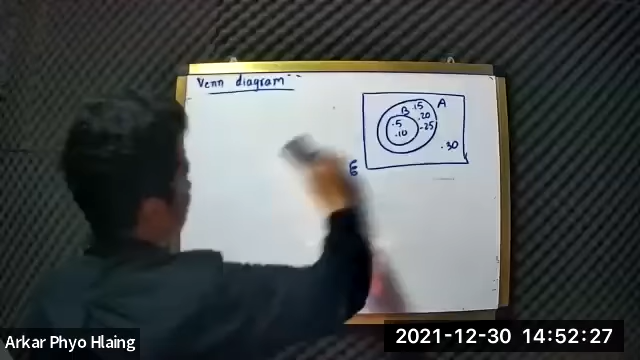 Venn diagram
A
B
.15
.20
.25
.5
.10
.30
Arkar Phyo Hlaing
2021-12-30 14:52:27